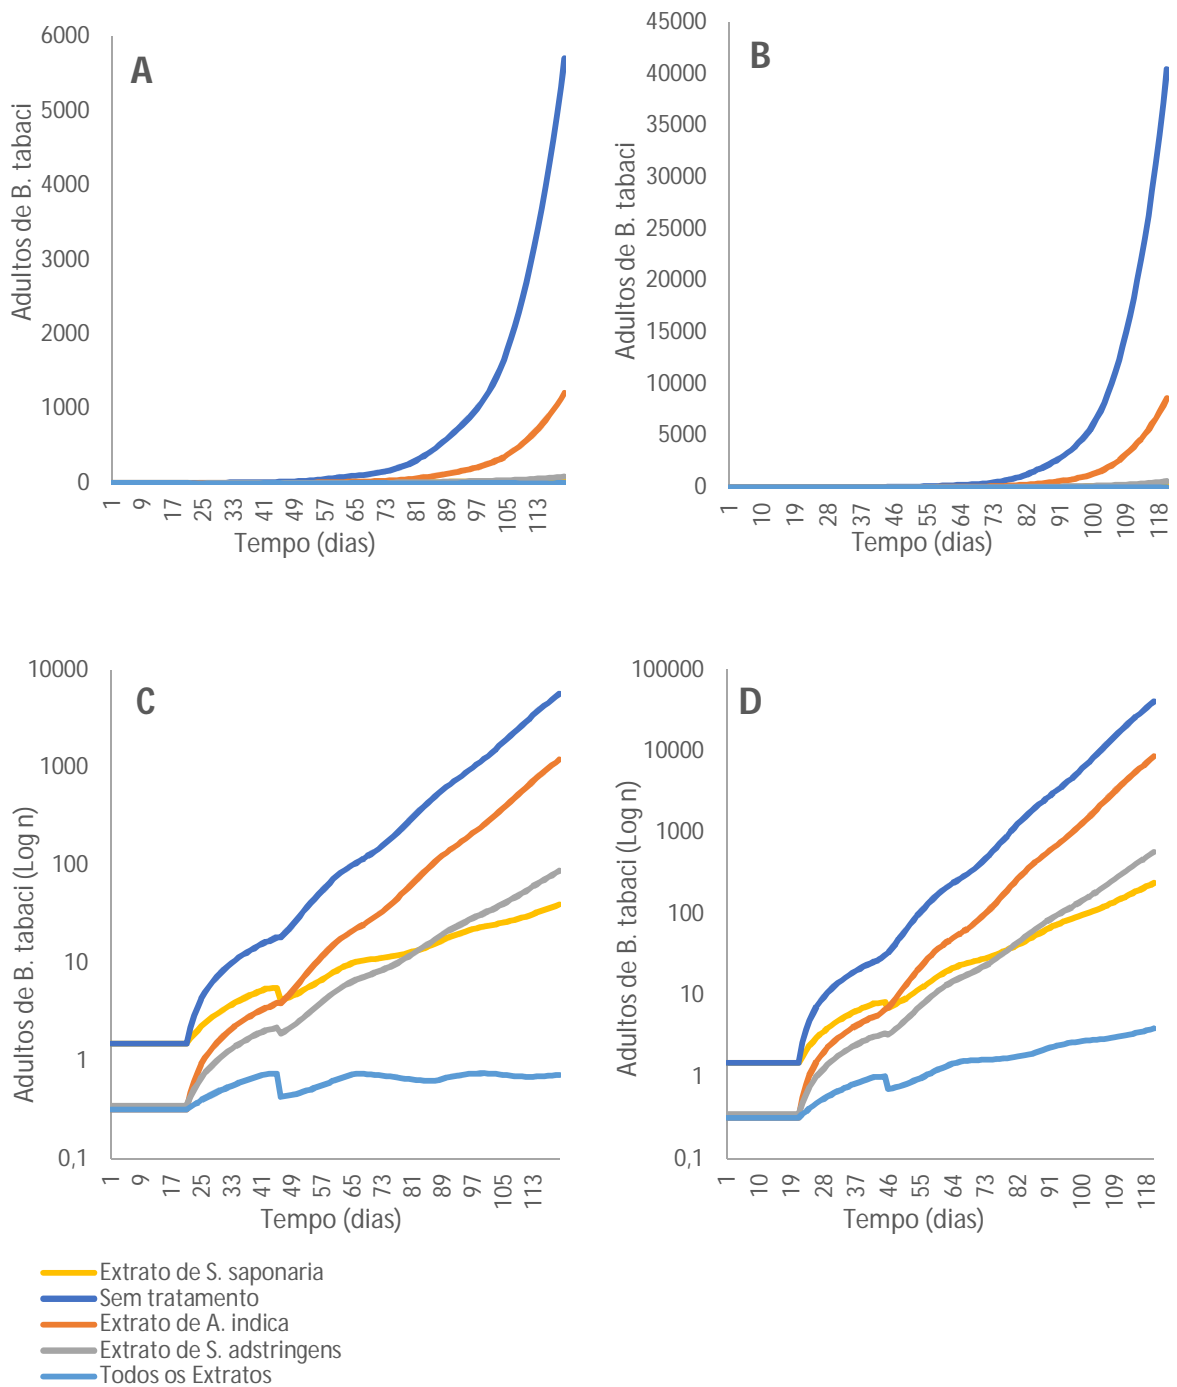 A
Adultos de B. tabaci
6000
5000
4000
3000
2000
1000
0
1 9 17 25 33 41 49 57 65 73 81 89 97 105 113
Tempo (dias)
B
Adultos de B. tabaci
45000
40000
35000
30000
25000
20000
15000
10000
5000
0
1 10 19 28 37 46 55 64 73 82 91 100 109 118
Tempo (dias)
C
Adultos de B. tabaci (Log n)
10000
1000
100
10
1
0,1
1 9 17 25 33 41 49 57 65 73 81 89 97 105 113
Tempo (dias)
D
Adultos de B. tabaci (Log n)
100000
10000
1000
100
10
1
0,1
1 10 19 28 37 46 55 64 73 82 91 100 109 118
Tempo (dias)
Extrato de S. saponaria
Sem tratamento
Extrato de A. indica
Extrato de S. adstringens
Todos os Extratos